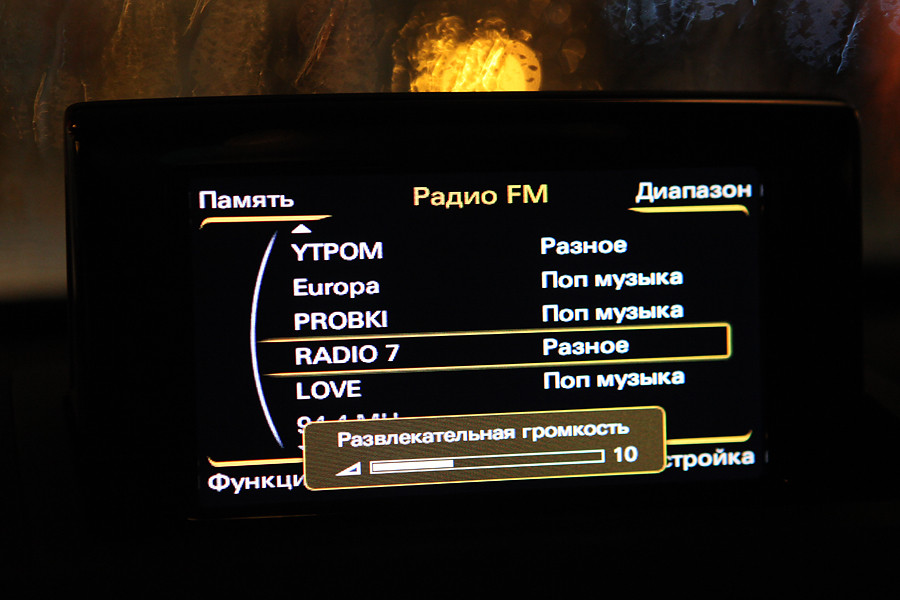 Память Радио FM Диапазон
YTPOM Разное
Europa Поп музыка
PROBKI Поп музыка
RADIO 7 Разное
LOVE Поп музыка
Развлекательная громкость
10